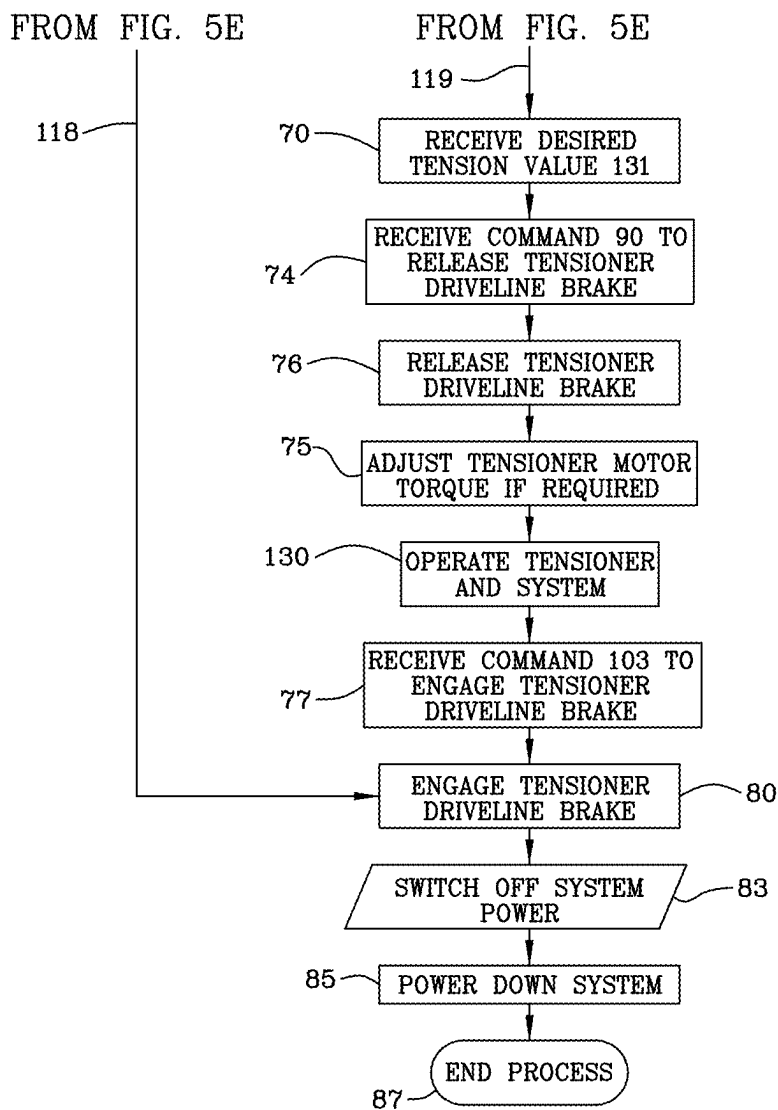 FROM FIG. 5E
FROM FIG. 5E
119
118
70
RECEIVE DESIRED
TENSION VALUE 131
RECEIVE COMMAND 90 TO
RELEASE TENSIONER
DRIVELINE BRAKE
74
76
RELEASE TENSIONER
DRIVELINE BRAKE
75
ADJUST TENSIONER MOTOR
TORQUE IF REQUIRED
130
OPERATE TENSIONER
AND SYSTEM
RECEIVE COMMAND 103 TO
ENGAGE TENSIONER
DRIVELINE BRAKE
77
ENGAGE TENSIONER
DRIVELINE BRAKE
80
SWITCH OFF SYSTEM
POWER
83
85
POWER DOWN SYSTEM
END PROCESS
87